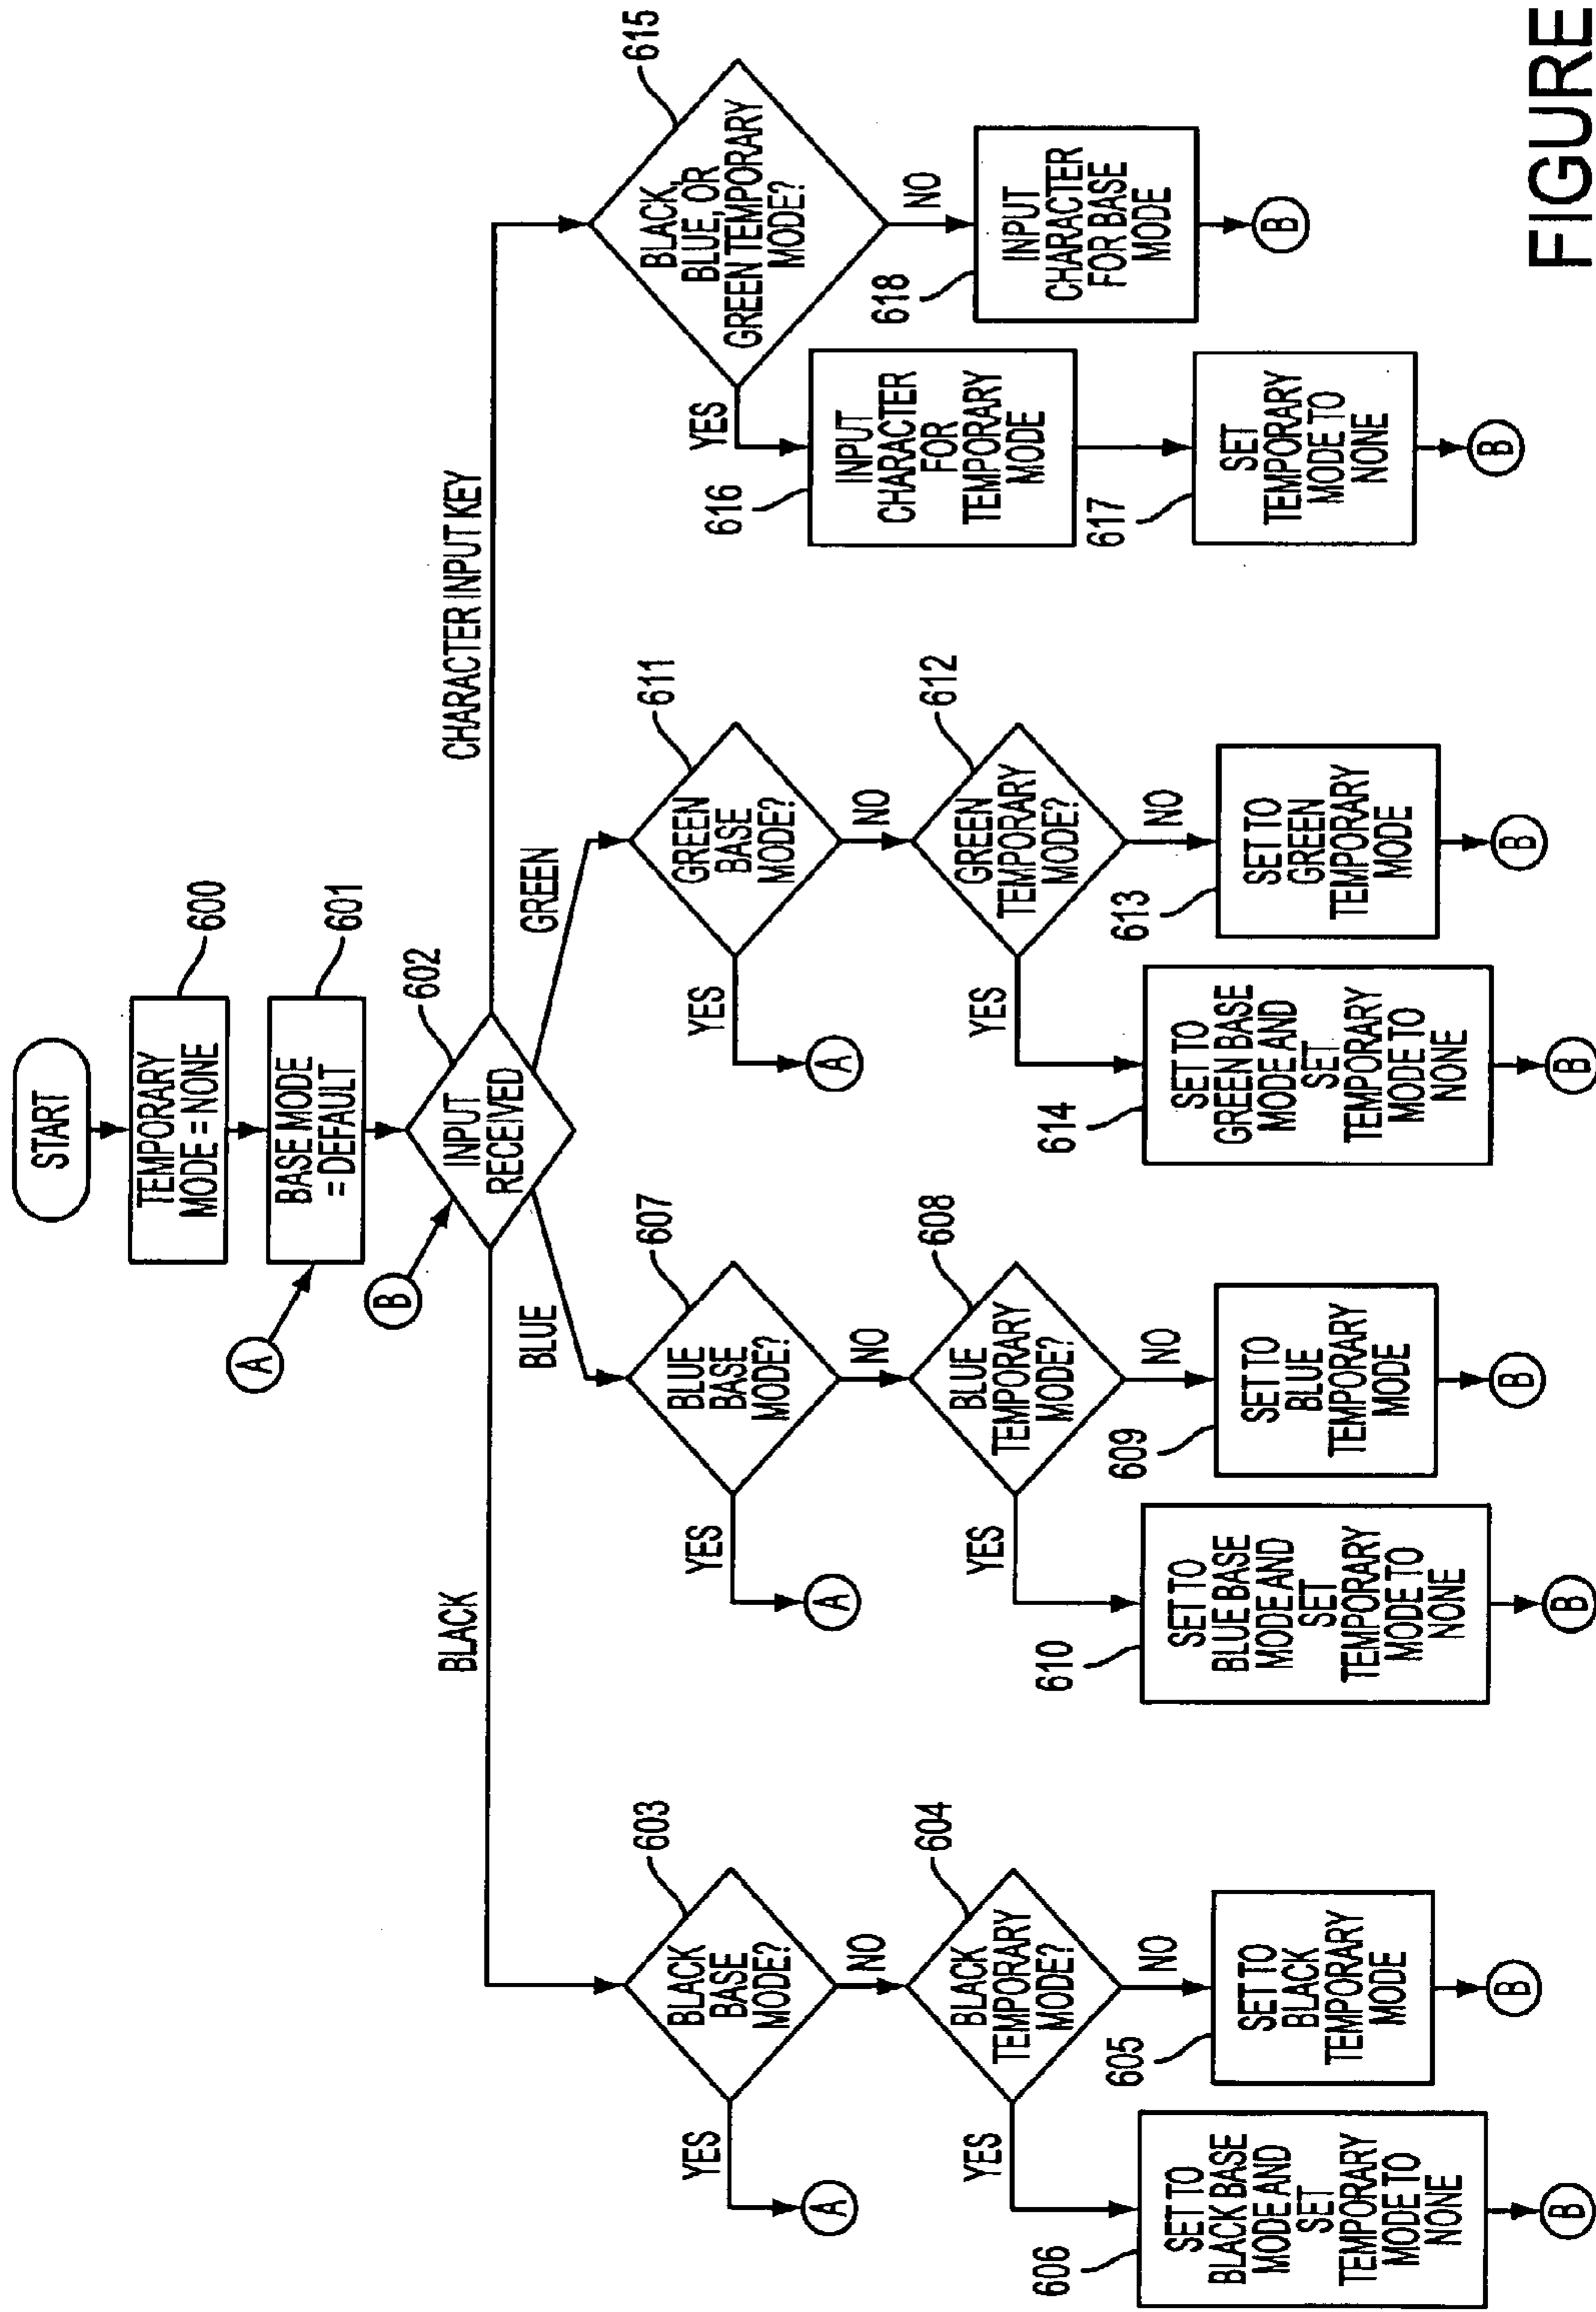 START
TEMPORARY
MODE = NONE
600
BASE MODE
= DEFAULT
601
A
B
INPUT
RECEIVED
602
BLACK
BLUE
GREEN
CHARACTER INPUT KEY
BLACK
BASE
MODE?
603
YES
A
NO
BLACK
TEMPORARY
MODE?
604
YES
NO
SET TO
BLACK BASE
MODE AND
SET
TEMPORARY
MODE TO
NONE
606
B
SET TO
BLACK
TEMPORARY
MODE
605
B
BLUE
BASE
MODE?
607
YES
A
NO
BLUE
TEMPORARY
MODE?
608
YES
NO
SET TO
BLUE BASE
MODE AND
SET
TEMPORARY
MODE TO
NONE
610
B
SET TO
BLUE
TEMPORARY
MODE
609
B
GREEN
BASE
MODE?
611
YES
A
NO
GREEN
TEMPORARY
MODE?
612
YES
NO
SET TO
GREEN BASE
MODE AND
SET
TEMPORARY
MODE TO
NONE
614
B
SET TO
GREEN
TEMPORARY
MODE
613
B
BLACK,
BLUE, OR
GREEN TEMPORARY
MODE?
615
YES
NO
INPUT
CHARACTER
FOR
TEMPORARY
MODE
616
SET
TEMPORARY
MODE TO
NONE
617
B
INPUT
CHARACTER
FOR BASE
MODE
618
B
FIGURE